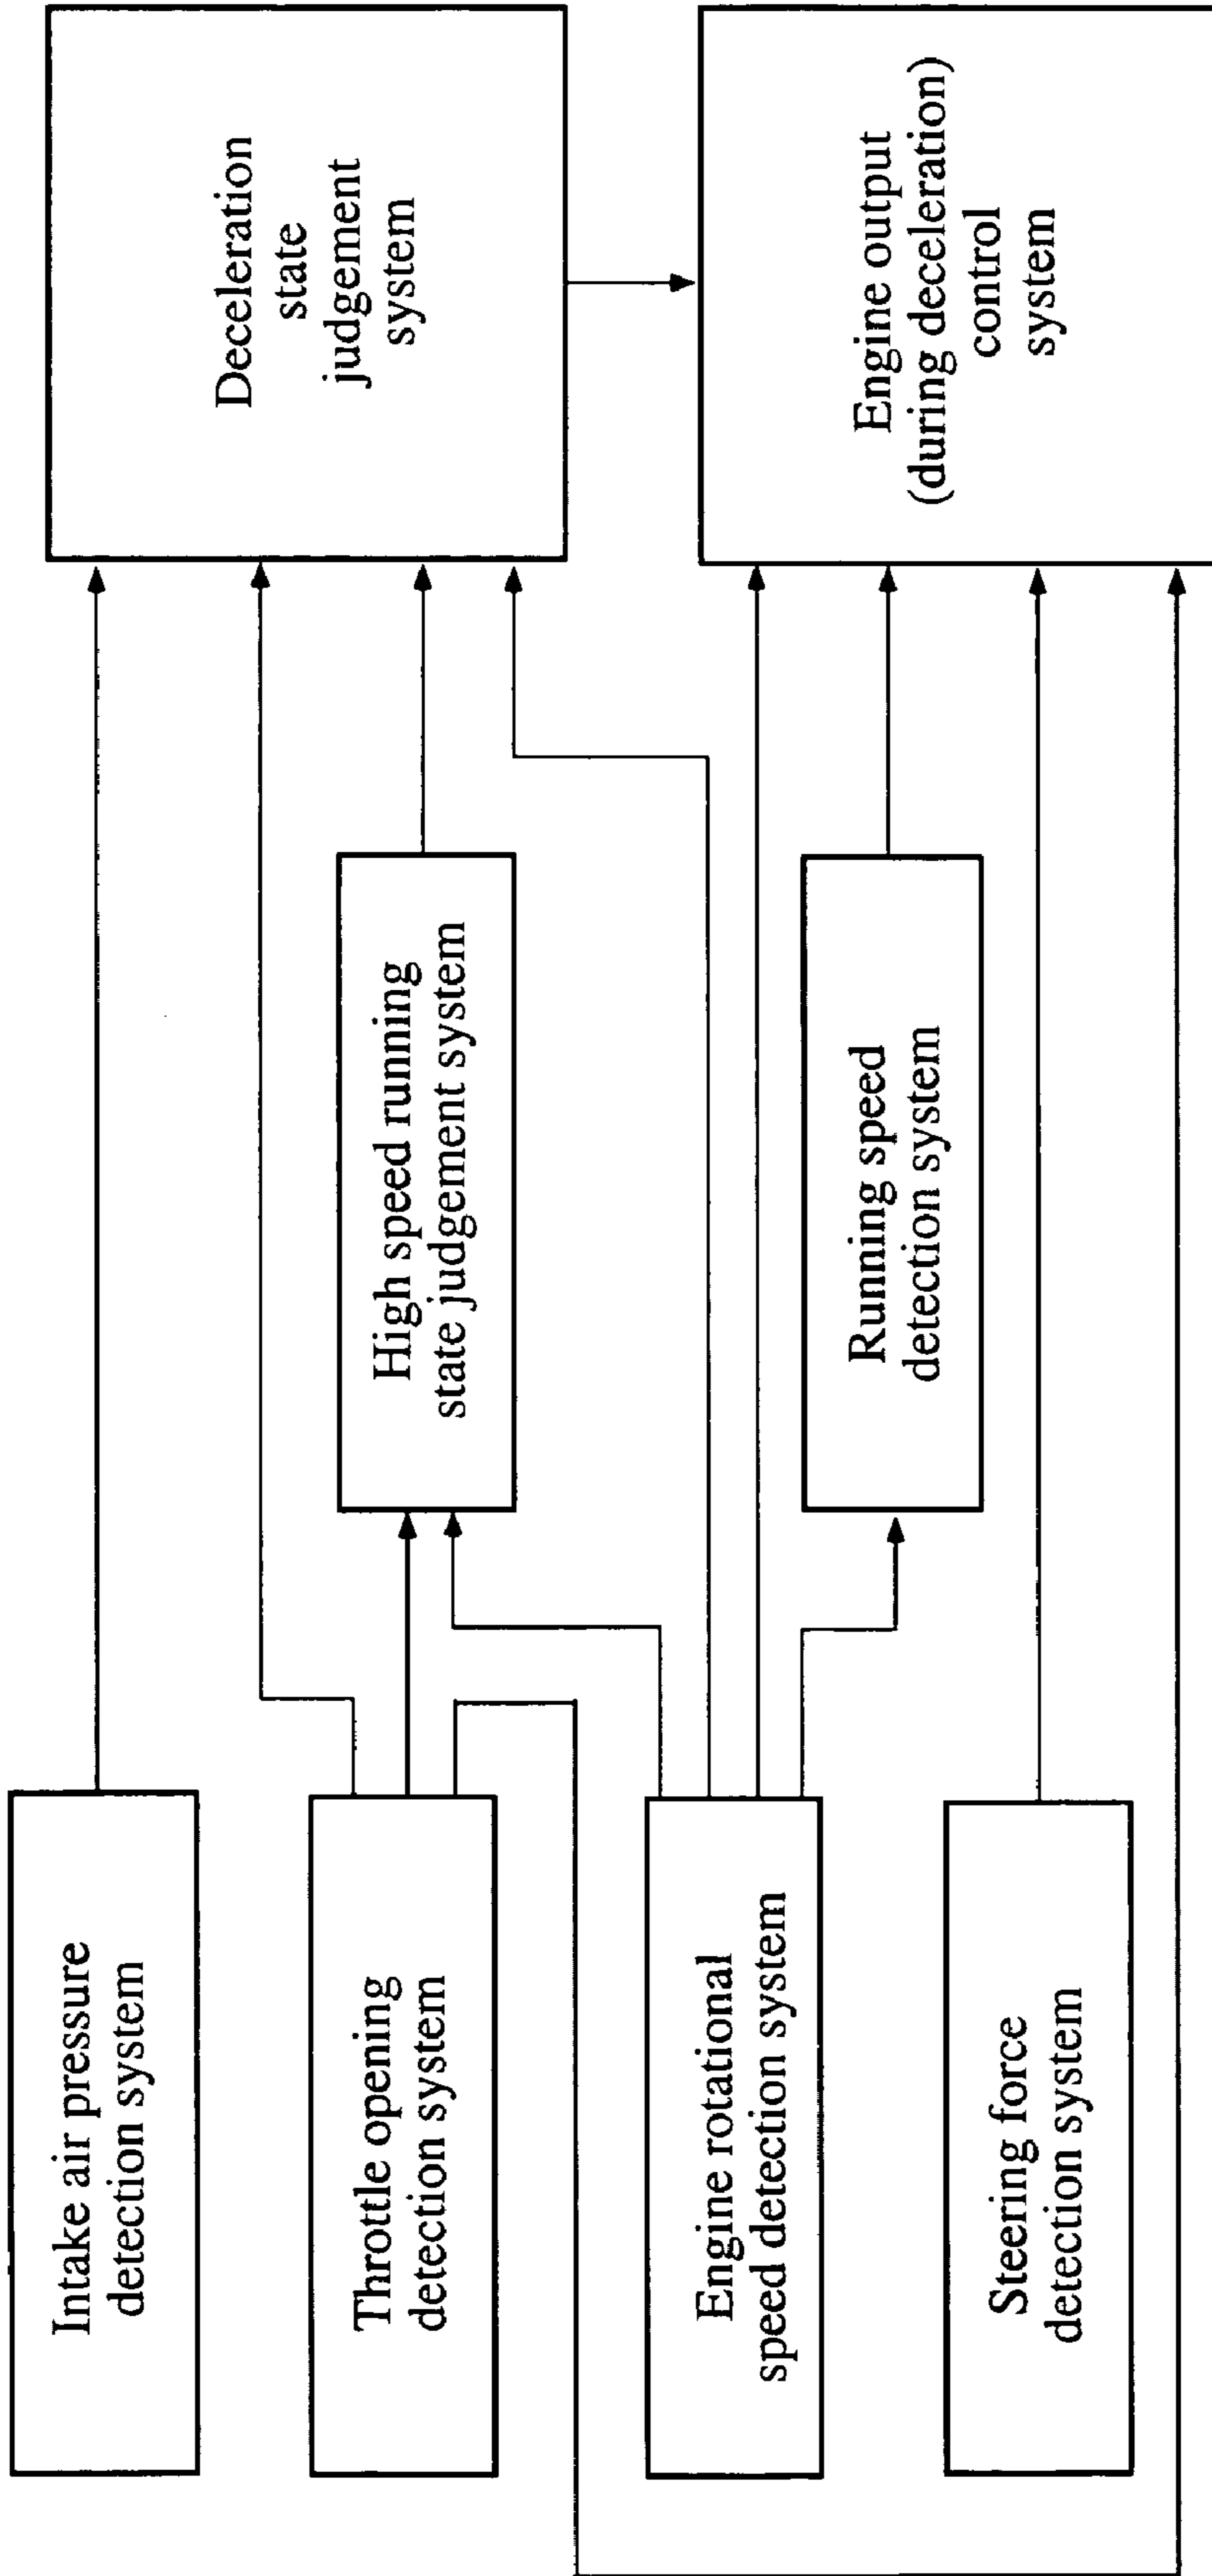 Intake air pressure
detection system
Throttle opening
detection system
Engine rotational
speed detection system
Steering force
detection system
High speed running
state judgement system
Running speed
detection system
Deceleration
state
judgement
system
Engine output
(during deceleration)
control
system